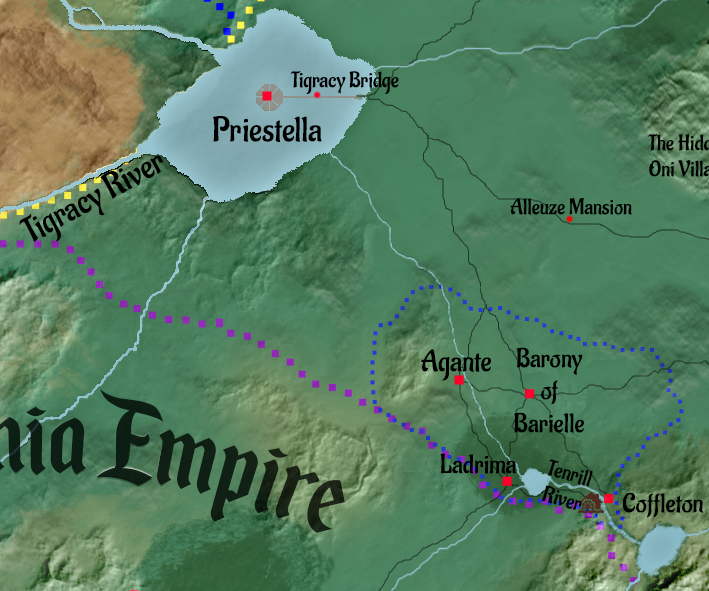 Tigracy Bridge
Priestella
The Hidd
Oni Villa
Tigracy River
Alleuze Mansion
Agante
Barony
of
Barielle
nia Empire
Ladrima
Tenrill
River
Coffleton